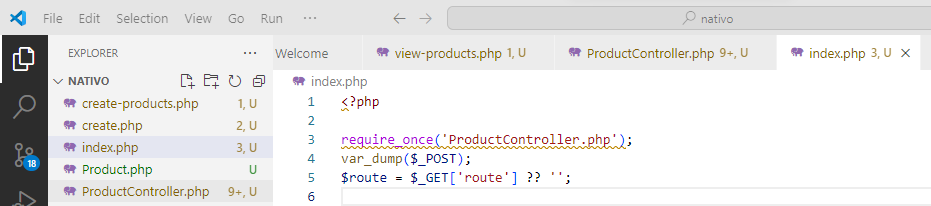 File Edit Selection View Go Run ... nativo
EXPLORER ... Welcome view-products.php 1, U ProductController.php 9+, U index.php 3, U
NATIVO index.php
create-products.php 1, U 1 <?php
create.php 2, U 2
index.php 3, U 3 require_once('ProductController.php');
Product.php U 4 var_dump($_POST);
ProductController.php 9+, U 5 $route = $_GET['route'] ?? '';
6
18